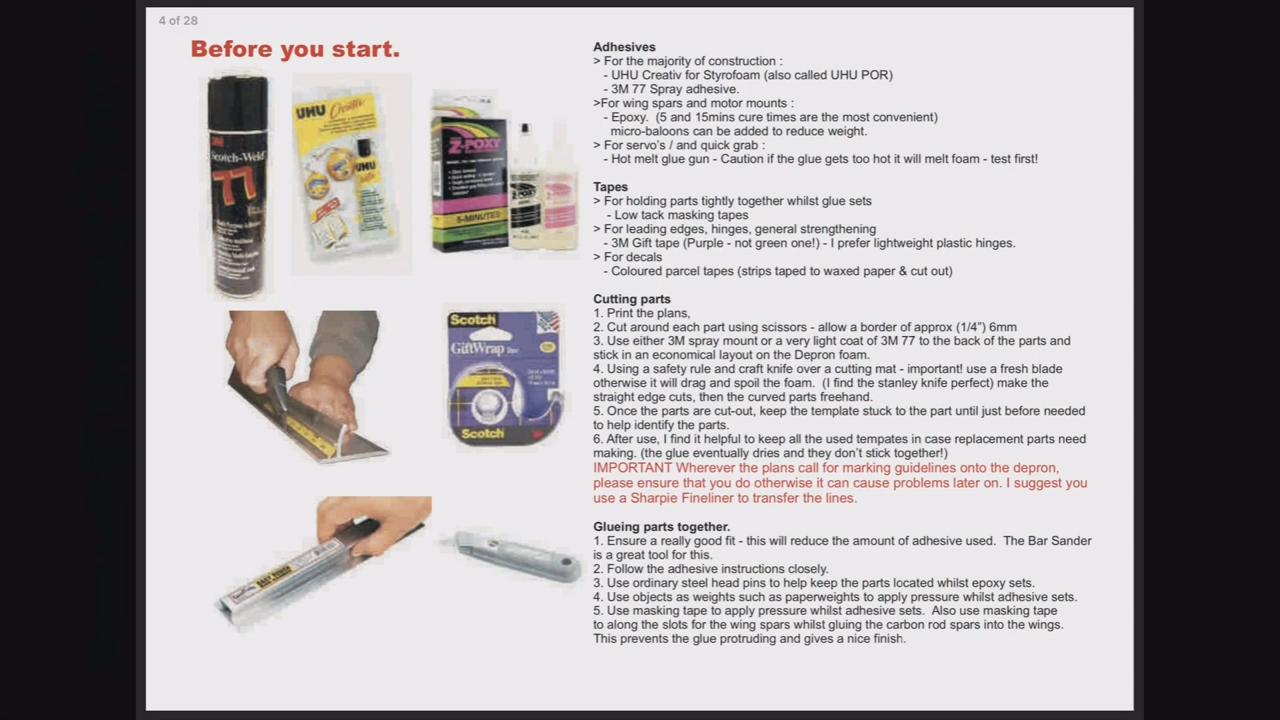 4 of 28
Before you start.
3M
Scotch-Weld
77
UHU Creativ
UHU
Z-POXY
5-MINUTES
Z-POXY
Z-POXY
Scotch
GiftWrap
Scotch
3M
Adhesives
> For the majority of construction :
- UHU Creativ for Styrofoam (also called UHU POR)
- 3M 77 Spray adhesive.
>For wing spars and motor mounts :
- Epoxy. (5 and 15mins cure times are the most convenient)
micro-baloons can be added to reduce weight.
> For servo's / and quick grab :
- Hot melt glue gun - Caution if the glue gets too hot it will melt foam - test first!
Tapes
> For holding parts tightly together whilst glue sets
- Low tack masking tapes
> For leading edges, hinges, general strengthening
- 3M Gift tape (Purple - not green one!) - I prefer lightweight plastic hinges.
> For decals
- Coloured parcel tapes (strips taped to waxed paper & cut out)
Cutting parts
1. Print the plans,
2. Cut around each part using scissors - allow a border of approx (1/4") 6mm
3. Use either 3M spray mount or a very light coat of 3M 77 to the back of the parts and
stick in an economical layout on the Depron foam.
4. Using a safety rule and craft knife over a cutting mat - important! use a fresh blade
otherwise it will drag and spoil the foam. (I find the stanley knife perfect) make the
straight edge cuts, then the curved parts freehand.
5. Once the parts are cut-out, keep the template stuck to the part until just before needed
to help identify the parts.
6. After use, I find it helpful to keep all the used tempates in case replacement parts need
making. (the glue eventually dries and they don't stick together!)
IMPORTANT Wherever the plans call for marking guidelines onto the depron,
please ensure that you do otherwise it can cause problems later on. I suggest you
use a Sharpie Fineliner to transfer the lines.
Glueing parts together.
1. Ensure a really good fit - this will reduce the amount of adhesive used. The Bar Sander
is a great tool for this.
2. Follow the adhesive instructions closely.
3. Use ordinary steel head pins to help keep the parts located whilst epoxy sets.
4. Use objects as weights such as paperweights to apply pressure whilst adhesive sets.
5. Use masking tape to apply pressure whilst adhesive sets. Also use masking tape
to along the slots for the wing spars whilst gluing the carbon rod spars into the wings.
This prevents the glue protruding and gives a nice finish.